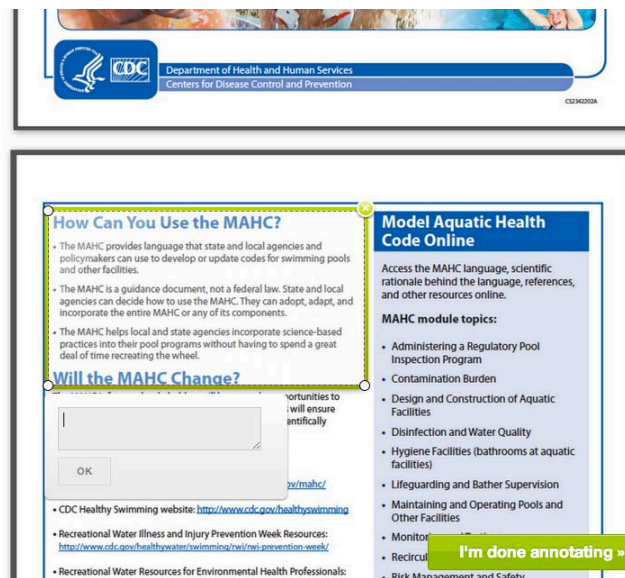 CDC
Department of Health and Human Services
Centers for Disease Control and Prevention
CS234202A
How Can You Use the MAHC?
• The MAHC provides language that state and local agencies and
policymakers can use to develop or update codes for swimming pools
and other facilities.
• The MAHC is a guidance document, not a federal law. State and local
agencies can decide how to use the MAHC. They can adopt, adapt, and
incorporate the entire MAHC or any of its components.
• The MAHC helps local and state agencies incorporate science-based
practices into their pool programs without having to spend a great
deal of time recreating the wheel.
Will the MAHC Change?
portunities to
will ensure
entifically
OK
ov/mahc/
• CDC Healthy Swimming website: http://www.cdc.gov/healthyswimming
• Recreational Water Illness and Injury Prevention Week Resources:
http://www.cdc.gov/healthywater/swimming/rwi/rwi-prevention-week/
• Recreational Water Resources for Environmental Health Professionals:
Model Aquatic Health
Code Online
Access the MAHC language, scientific
rationale behind the language, references,
and other resources online.
MAHC module topics:
• Administering a Regulatory Pool
Inspection Program
• Contamination Burden
• Design and Construction of Aquatic
Facilities
• Disinfection and Water Quality
• Hygiene Facilities (bathrooms at aquatic
facilities)
• Lifeguarding and Bather Supervision
• Maintaining and Operating Pools and
Other Facilities
• Monitor
• Recircul
• Risk Management and Safety
I'm done annotating »